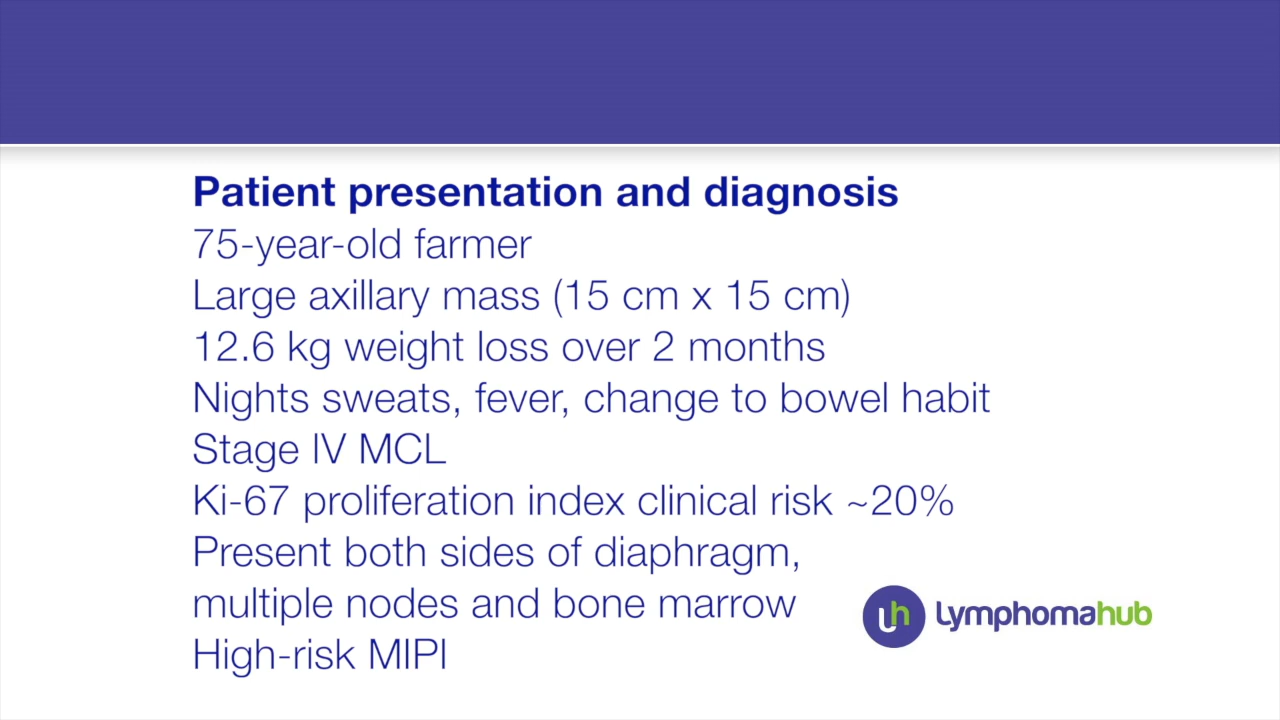 Patient presentation and diagnosis
75-year-old farmer
Large axillary mass (15 cm x 15 cm)
12.6 kg weight loss over 2 months
Nights sweats, fever, change to bowel habit
Stage IV MCL
Ki-67 proliferation index clinical risk ~20%
Present both sides of diaphragm,
multiple nodes and bone marrow
High-risk MIPI
lh Lymphomahub